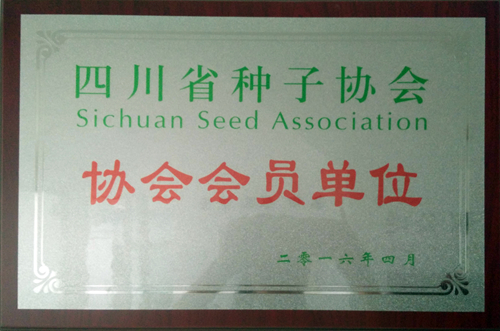 四川省种子协会
Sichuan Seed Association
协会会员单位
二零一六年四月